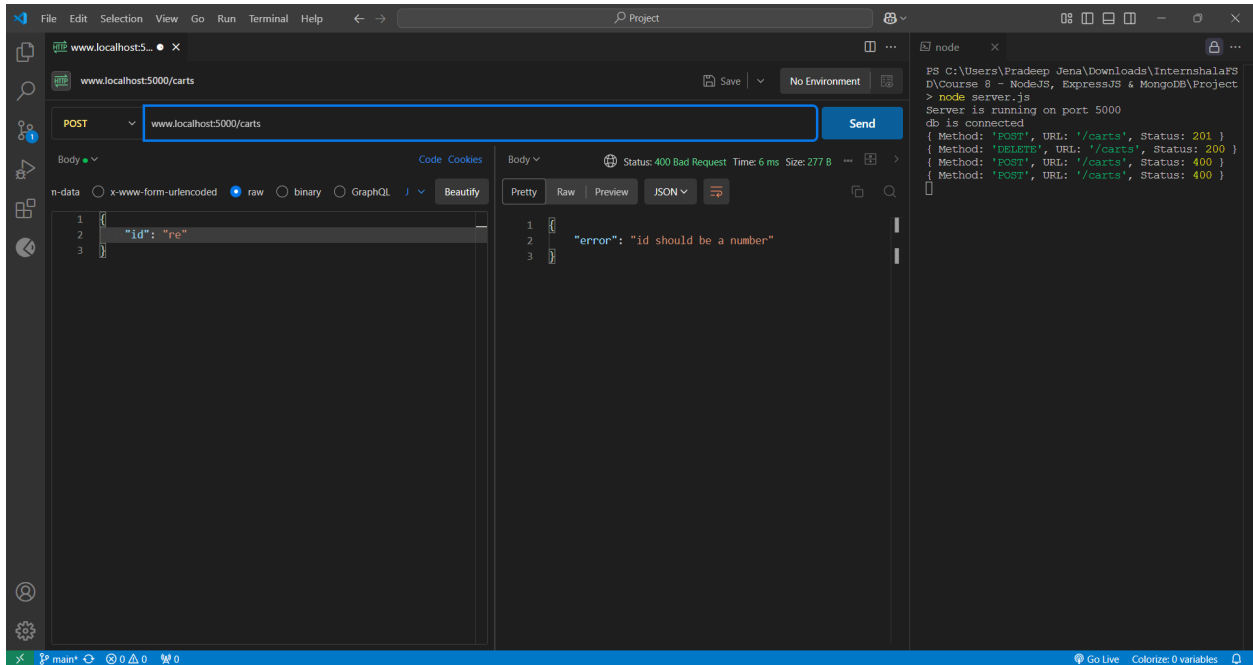 File Edit Selection View Go Run Terminal Help
Project
www.localhost:5...
node
HTTP www.localhost:5000/carts
Save
No Environment
POST
www.localhost:5000/carts
Send
Body
Code Cookies
m-data x-www-form-urlencoded raw binary GraphQL J
Beautify
1 {
2 "id": "re"
3 }
Body
Status: 400 Bad Request Time: 6 ms Size: 277 B
Pretty Raw Preview JSON
1 {
2 "error": "id should be a number"
3 }
PS C:\Users\Pradeep Jena\Downloads\InternshalaFS
D\Course 8 - NodeJS, ExpressJS & MongoDB\Project
> node server.js
Server is running on port 5000
db is connected
{ Method: 'POST', URL: '/carts', Status: 201 }
{ Method: 'DELETE', URL: '/carts', Status: 200 }
{ Method: 'POST', URL: '/carts', Status: 400 }
{ Method: 'POST', URL: '/carts', Status: 400 }
1
main* 0 0 0
Go Live Colorize: 0 variables